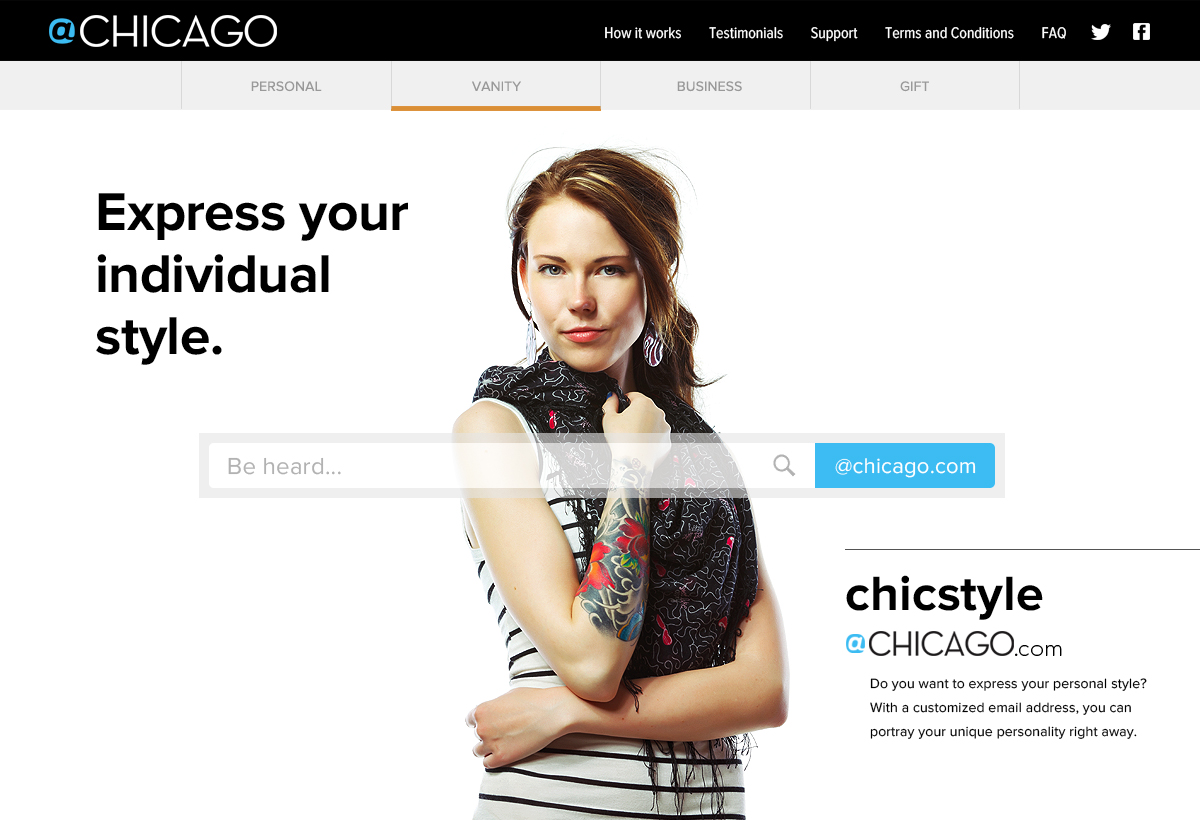 @CHICAGO
How it works Testimonials Support Terms and Conditions FAQ
PERSONAL VANITY BUSINESS GIFT
Express your
individual
style.
Be heard...
@chicago.com
chicstyle
@CHICAGO.com
Do you want to express your personal style?
With a customized email address, you can
portray your unique personality right away.